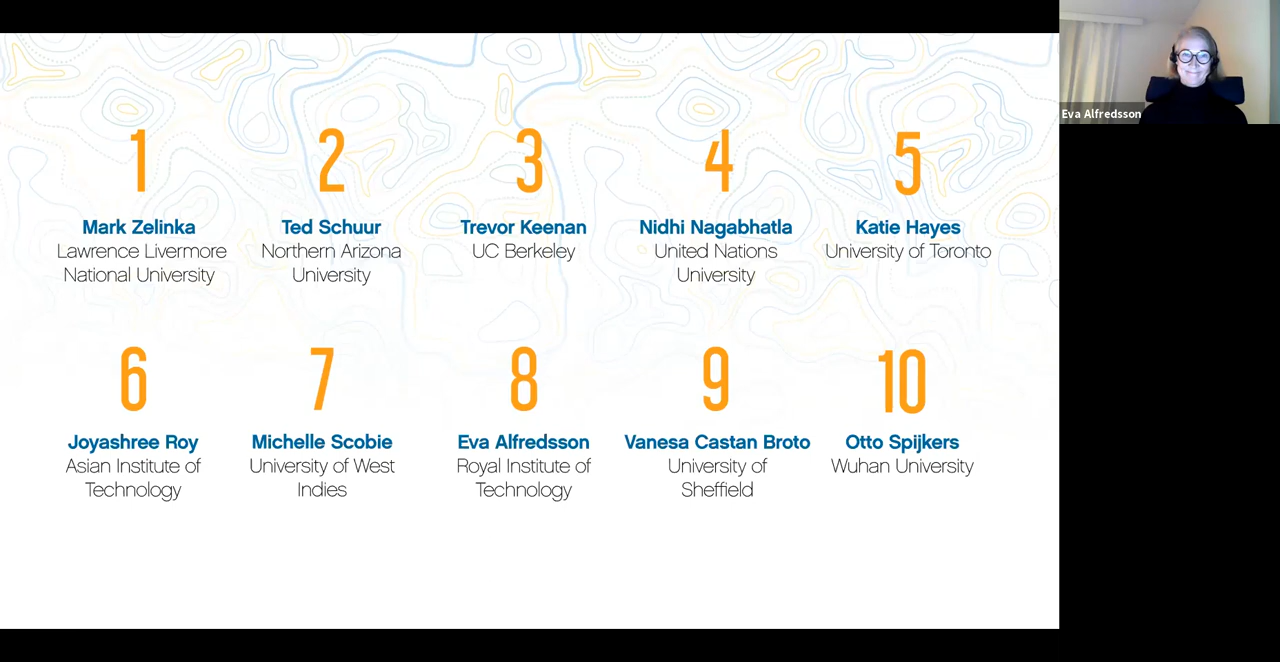 1
Mark Zelinka
Lawrence Livermore
National University
2
Ted Schuur
Northern Arizona
University
3
Trevor Keenan
UC Berkeley
4
Nidhi Nagabhatla
United Nations
University
5
Katie Hayes
University of Toronto
6
Joyashree Roy
Asian Institute of
Technology
7
Michelle Scobie
University of West
Indies
8
Eva Alfredsson
Royal Institute of
Technology
9
Vanesa Castan Broto
University of
Sheffield
10
Otto Spijkers
Wuhan University
Eva Alfredsson